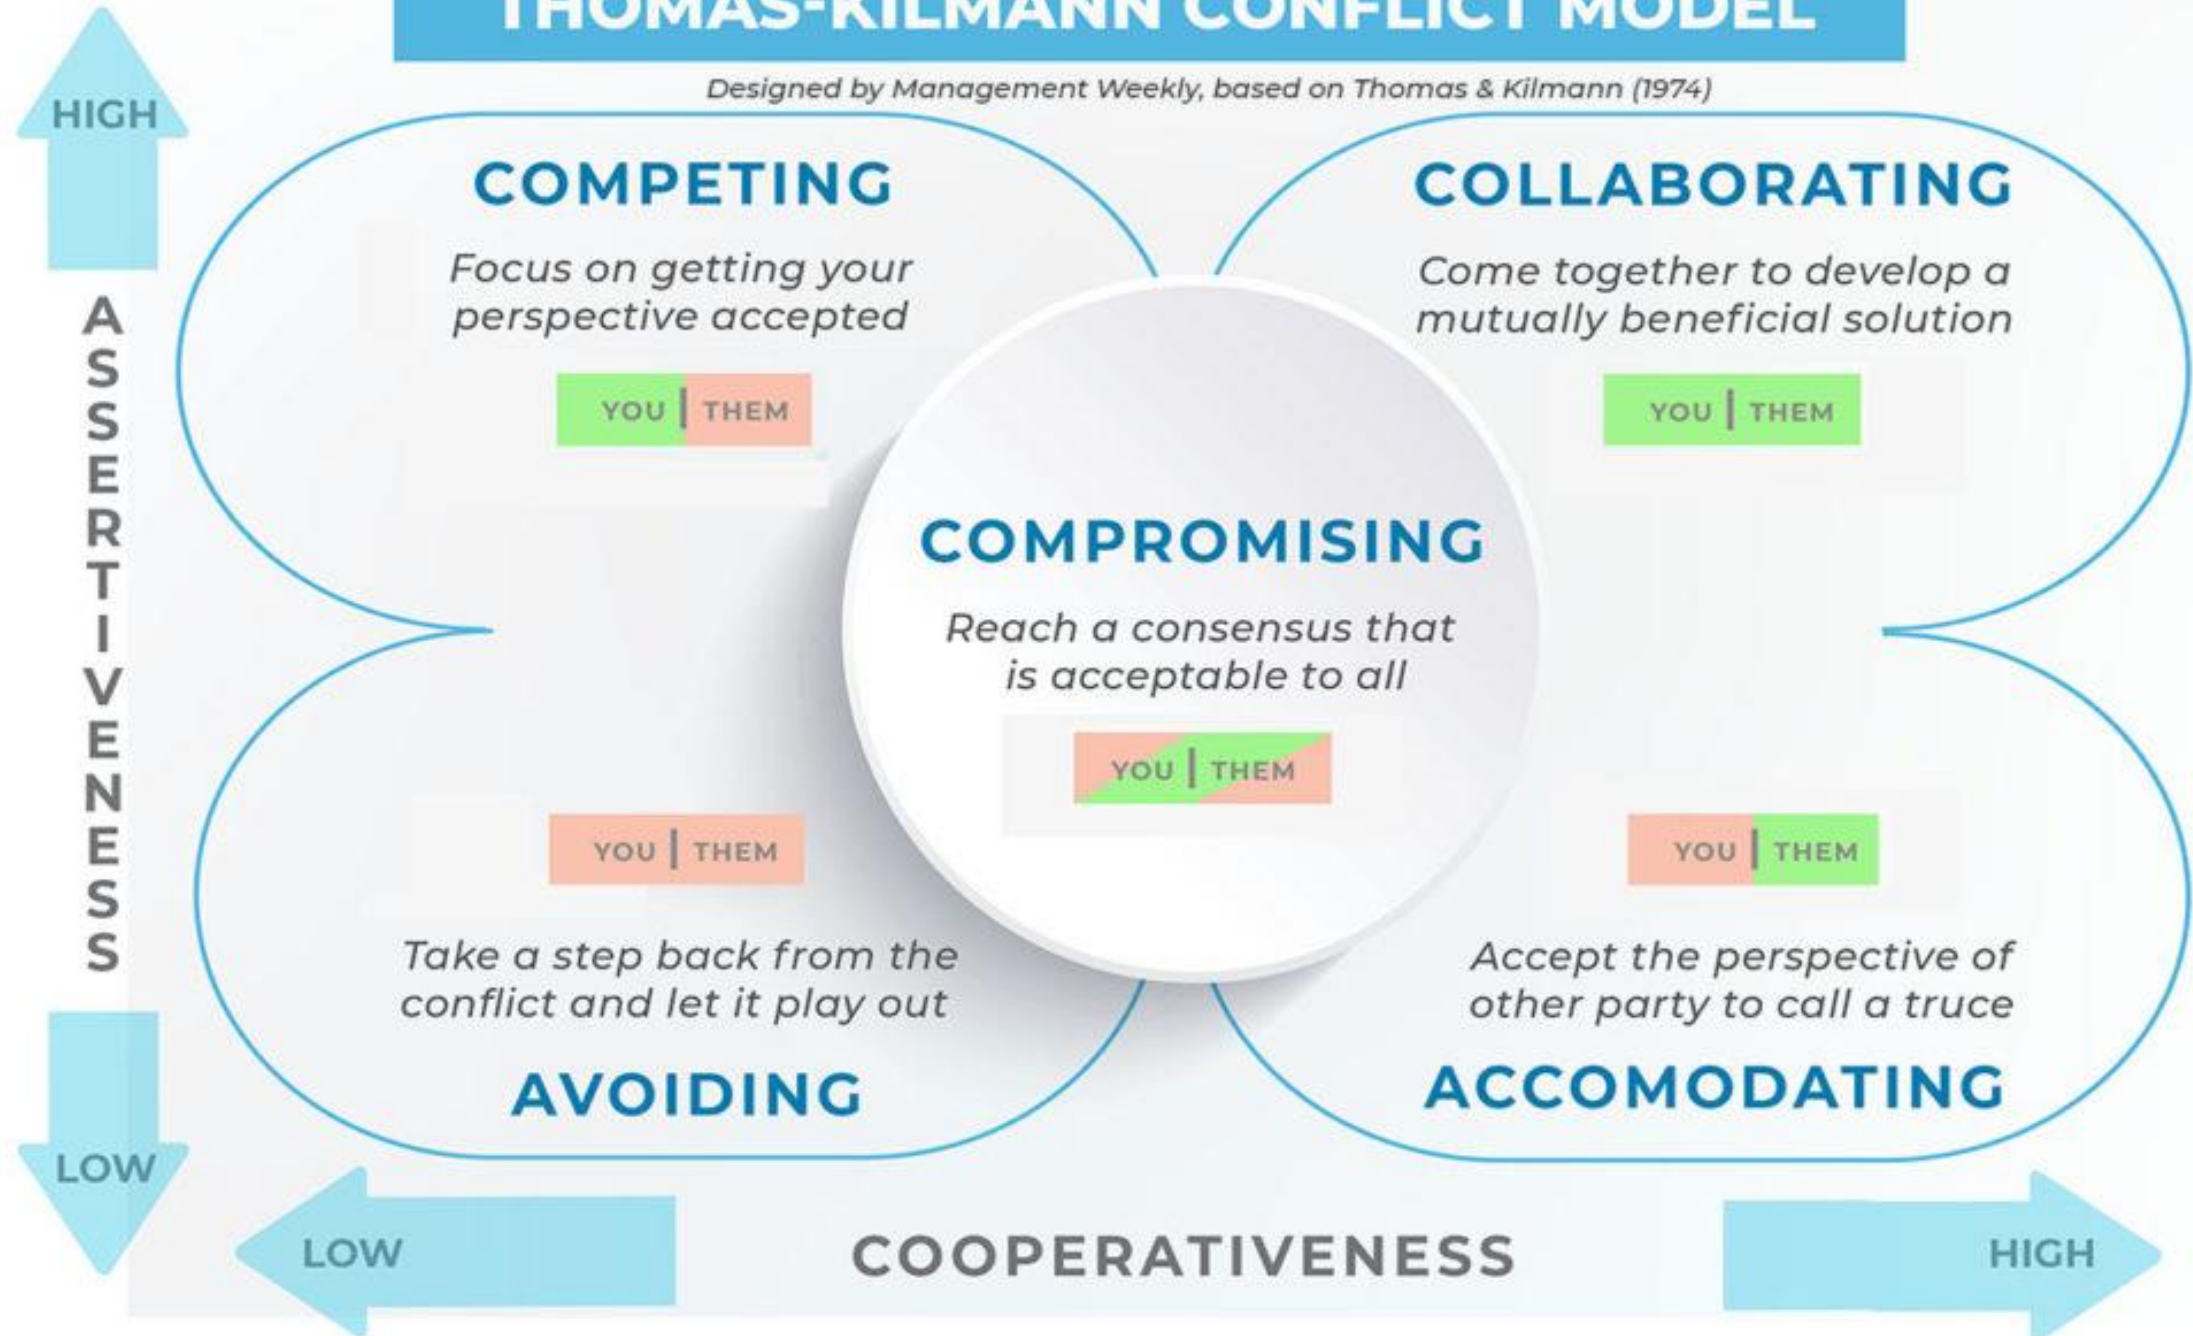 THOMAS-KILMANN CONFLICT MODEL
Designed by Management Weekly, based on Thomas & Kilmann (1974)
HIGH
ASSERTIVENESS
LOW
COMPETING
Focus on getting your
perspective accepted
YOU | THEM
COLLABORATING
Come together to develop a
mutually beneficial solution
YOU | THEM
COMPROMISING
Reach a consensus that
is acceptable to all
YOU | THEM
YOU | THEM
Take a step back from the
conflict and let it play out
AVOIDING
YOU | THEM
Accept the perspective of
other party to call a truce
ACCOMODATING
LOW
COOPERATIVENESS
HIGH